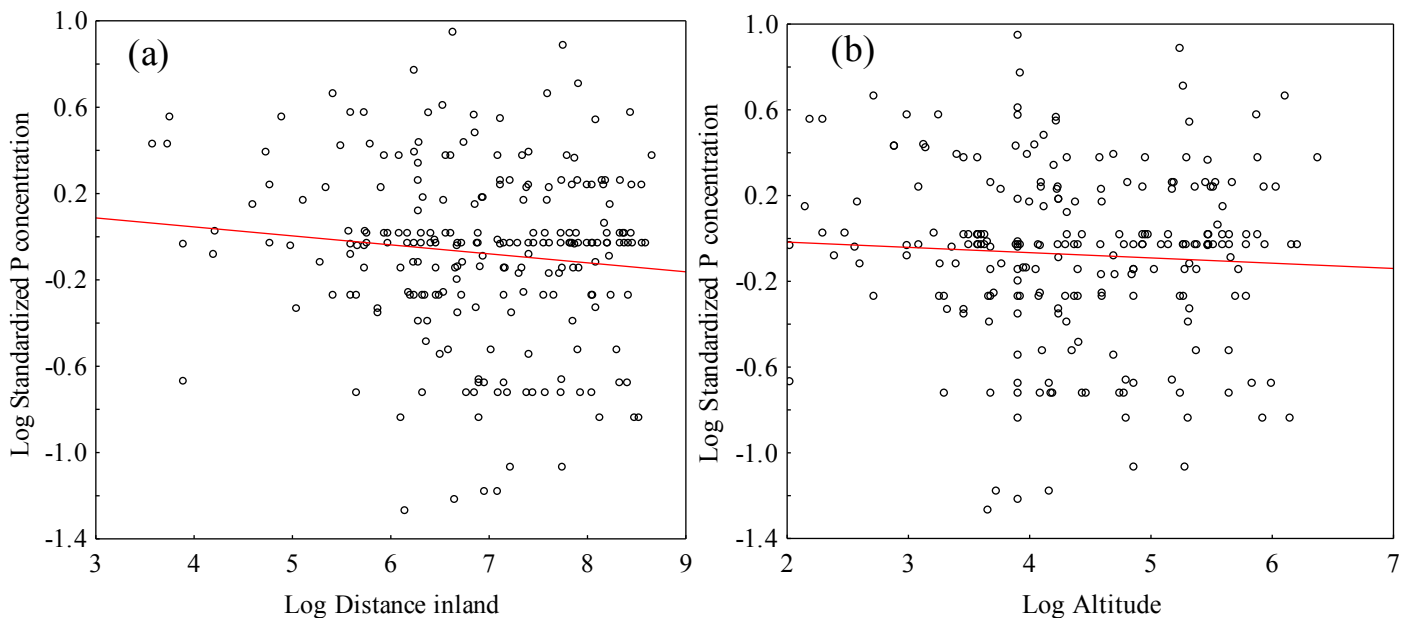 (a)
1.0
0.6
0.2
-0.2
-0.6
-1.0
-1.4
3 4 5 6 7 8 9
Log Standardized P concentration
Log Distance inland
(b)
1.0
0.6
0.2
-0.2
-0.6
-1.0
-1.4
2 3 4 5 6 7
Log Standardized P concentration
Log Altitude